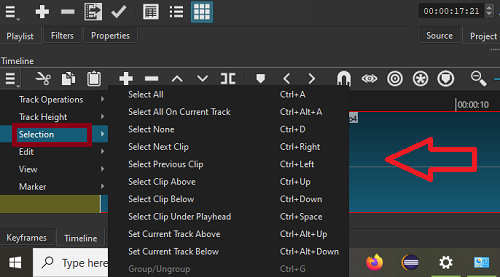 00:00:17:21
Playlist Filters Properties Source Project
Timeline
Track Operations
Track Height
Selection
Edit
View
Marker
Select All Ctrl+A
Select All On Current Track Ctrl+Alt+A
Select None Ctrl+D
Select Next Clip Ctrl+Right
Select Previous Clip Ctrl+Left
Select Clip Above Ctrl+Up
Select Clip Below Ctrl+Down
Select Clip Under Playhead Ctrl+Space
Set Current Track Above Ctrl+Alt+Up
Set Current Track Below Ctrl+Alt+Down
Group/Ungroup Ctrl+G
00:00:10
Keyframes Timeline
Type here